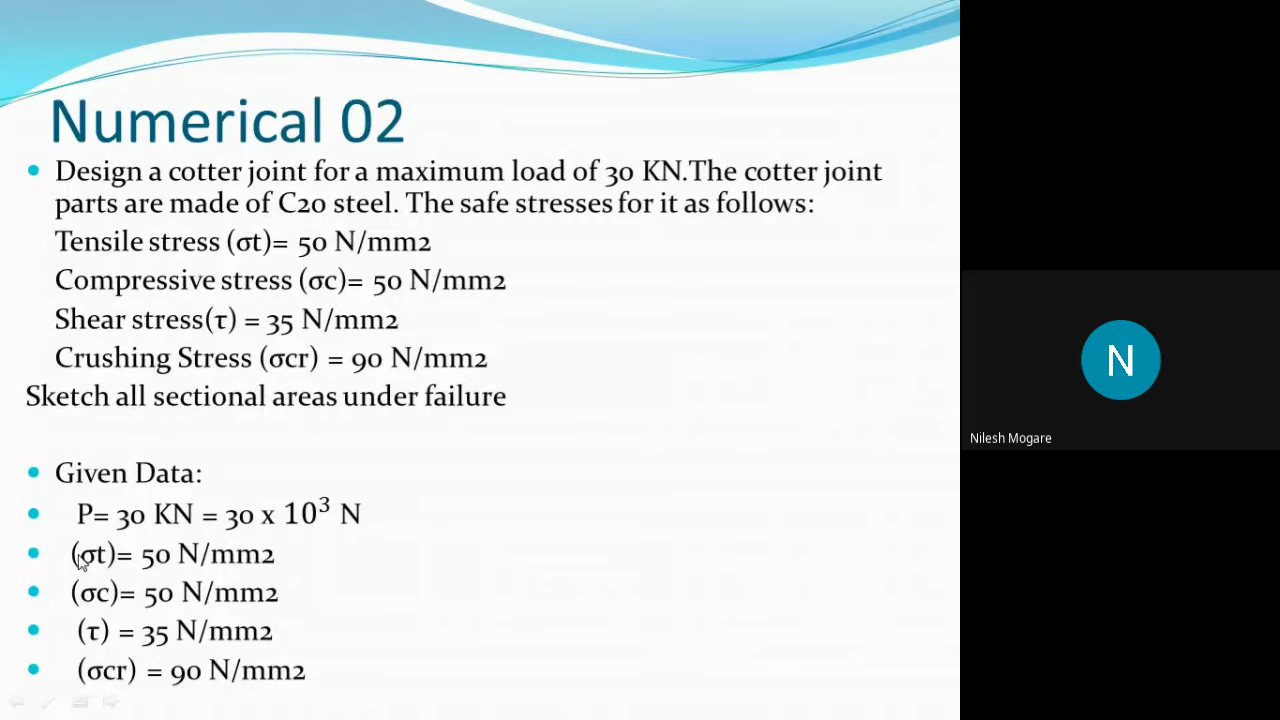 Numerical 02
• Design a cotter joint for a maximum load of 30 KN.The cotter joint
parts are made of C20 steel. The safe stresses for it as follows:
Tensile stress (σt)= 50 N/mm2
Compressive stress (σc)= 50 N/mm2
Shear stress(τ) = 35 N/mm2
Crushing Stress (σcr) = 90 N/mm2
Sketch all sectional areas under failure
• Given Data:
• P= 30 KN = 30 x 10³ N
• (σt)= 50 N/mm2
• (σc)= 50 N/mm2
• (τ) = 35 N/mm2
• (σcr) = 90 N/mm2
N
Nilesh Mogare